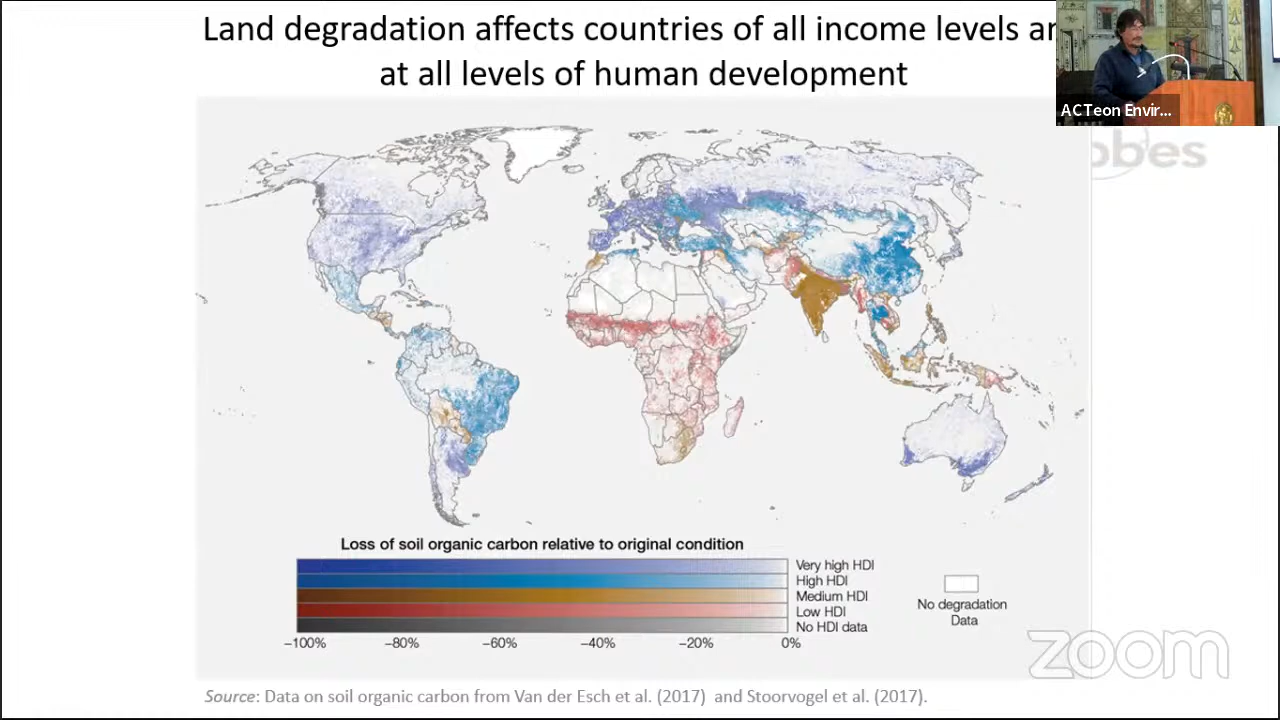 Land degradation affects countries of all income levels
at all levels of human development
ACTeon Envir...
Loss of soil organic carbon relative to original condition
Very high HDI
High HDI
Medium HDI
Low HDI
No HDI data
−100%
−80%
−60%
−40%
−20%
0%
No degradation
Data
zoom
Source: Data on soil organic carbon from Van der Esch et al. (2017) and Stoorvogel et al. (2017).